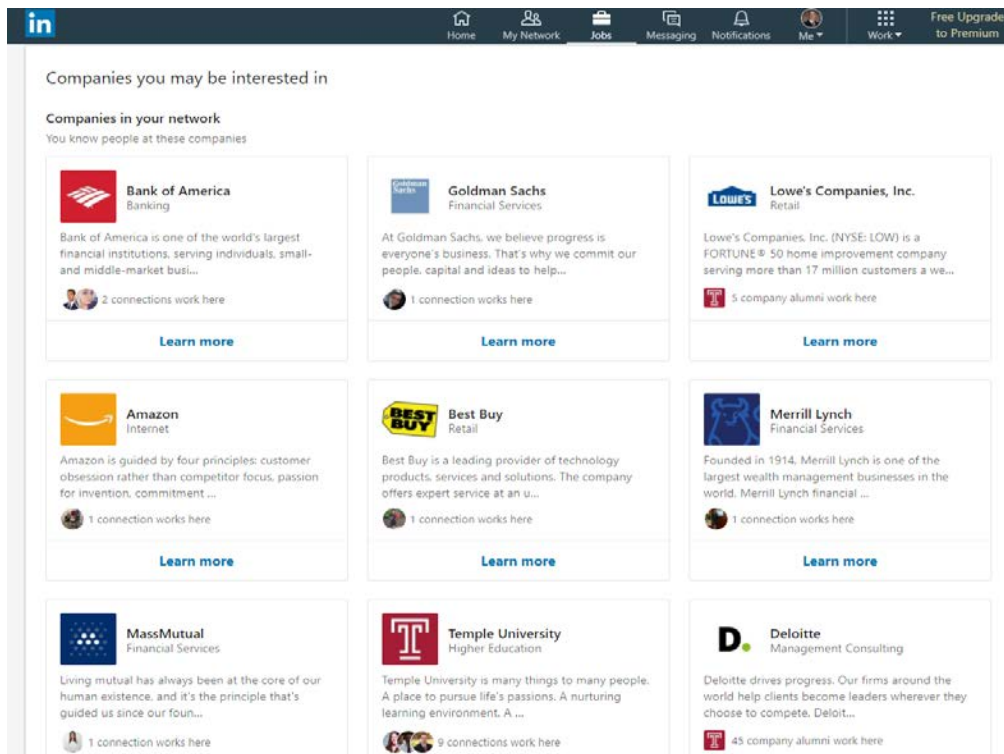 in
Home
My Network
Jobs
Messaging
Notifications
Me
Work
Free Upgrade
to Premium
Companies you may be interested in
Companies in your network
You know people at these companies
Bank of America
Banking
Bank of America is one of the world's largest
financial institutions, serving individuals, small-
and middle-market busi...
2 connections work here
Learn more
Goldman
Sachs
Goldman Sachs
Financial Services
At Goldman Sachs, we believe progress is
everyone's business. That's why we commit our
people, capital and ideas to help...
1 connection works here
Learn more
LOWE'S
Lowe's Companies, Inc.
Retail
Lowe's Companies, Inc. (NYSE: LOW) is a
FORTUNE® 50 home improvement company
serving more than 17 million customers a we...
5 company alumni work here
Learn more
Amazon
Internet
Amazon is guided by four principles: customer
obsession rather than competitor focus, passion
for invention, commitment ...
1 connection works here
Learn more
BEST
BUY
Best Buy
Retail
Best Buy is a leading provider of technology
products, services and solutions. The company
offers expert service at an u...
1 connection works here
Learn more
Merrill Lynch
Financial Services
Founded in 1914, Merrill Lynch is one of the
largest wealth management businesses in the
world. Merrill Lynch financial ...
1 connection works here
Learn more
MassMutual
Financial Services
Living mutual has always been at the core of our
human existence, and it's the principle that's
guided us since our foun...
1 connection works here
T
Temple University
Higher Education
Temple University is many things to many people.
A place to pursue life's passions. A nurturing
learning environment. A ...
9 connections work here
D.
Deloitte
Management Consulting
Deloitte drives progress. Our firms around the
world help clients become leaders wherever they
choose to compete. Deloit...
45 company alumni work here